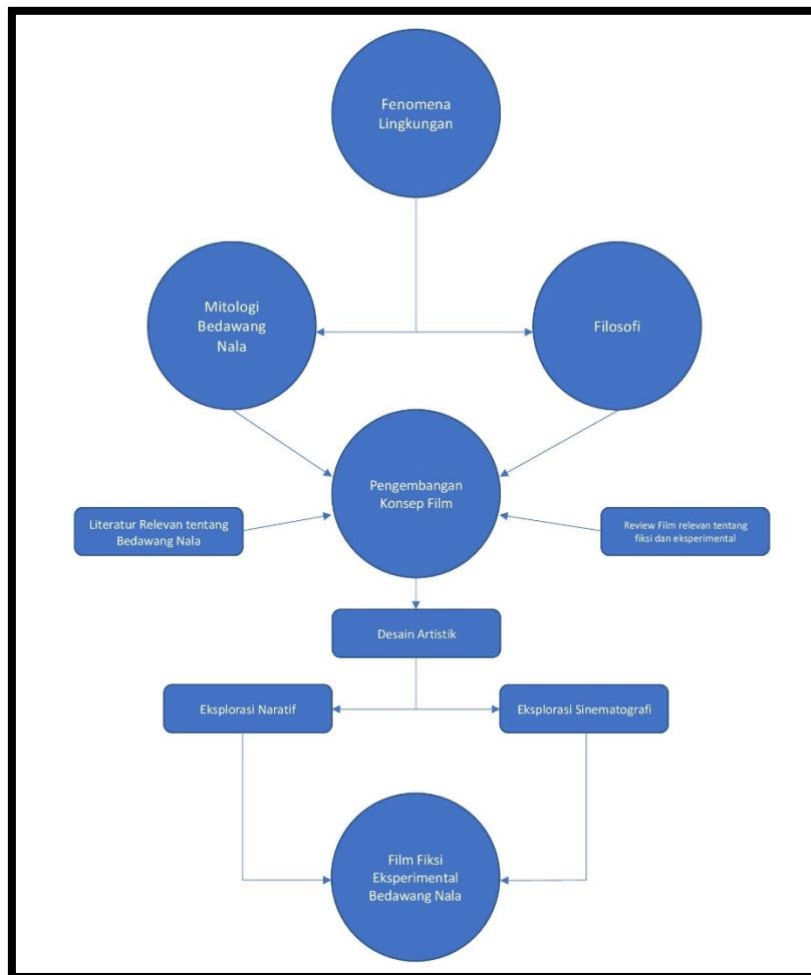 Fenomena
Lingkungan
Mitologi
Bedawang
Nala
Filosofi
Pengembangan
Konsep Film
Literatur Relevan tentang
Bedawang Nala
Review Film relevan tentang
fiksi dan eksperimental
Desain Artistik
Eksplorasi Naratif
Eksplorasi Sinematografi
Film Fiksi
Eksperimental
Bedawang Nala